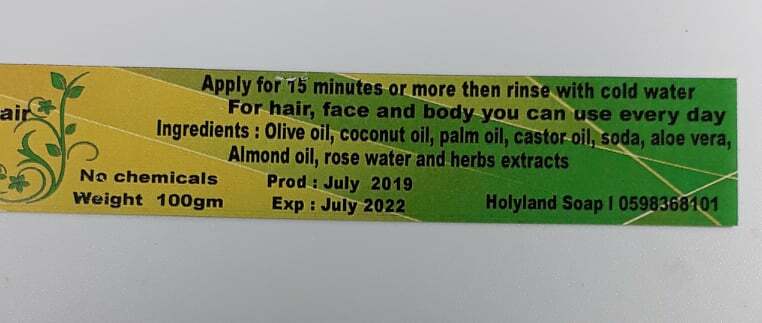 Apply for 15 minutes or more then rinse with cold water
air For hair, face and body you can use every day
Ingredients : Olive oil, coconut oil, palm oil, castor oil, soda, aloe vera,
Almond oil, rose water and herbs extracts
No chemicals Prod : July 2019
Weight 100gm Exp : July 2022 Holyland Soap I 0598368101